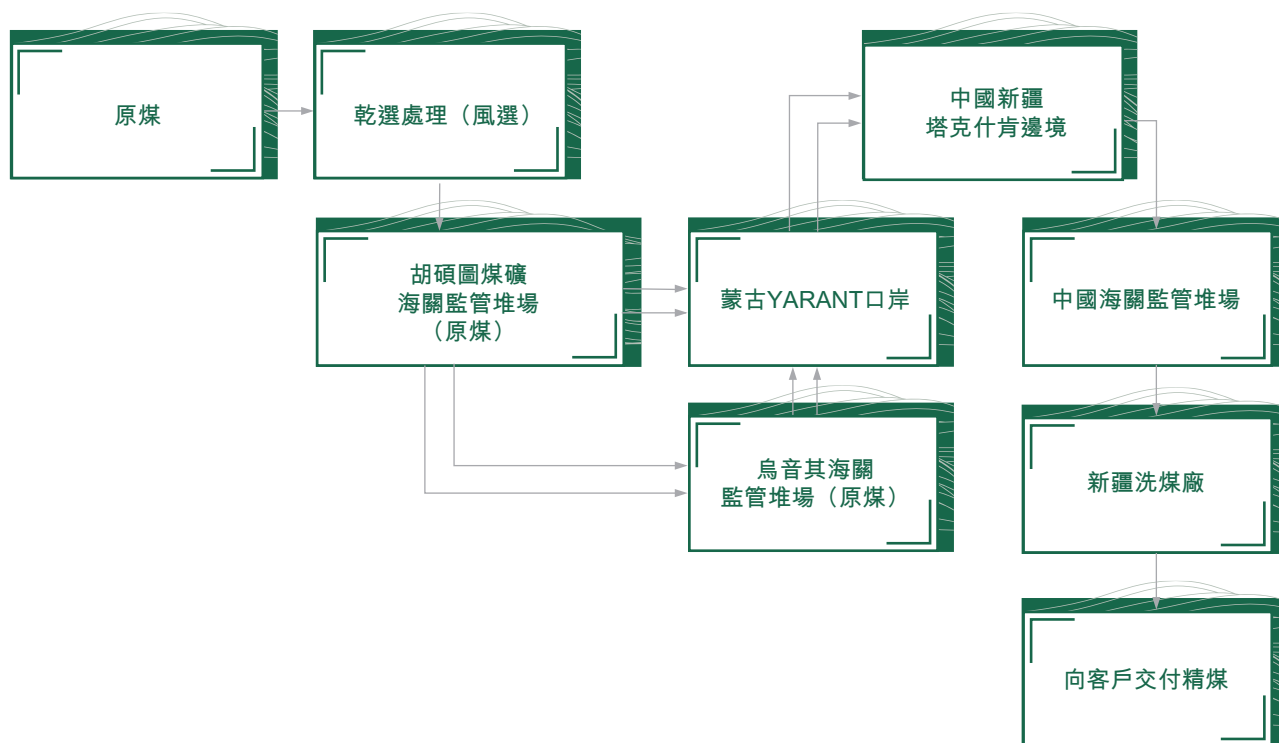 原煤
乾選處理（風選）
中國新疆
塔克什肯邊境
胡碩圖煤礦
海關監管堆場
（原煤）
蒙古YARANT口岸
中國海關監管堆場
烏音其海關
監管堆場（原煤）
新疆洗煤廠
向客戶交付精煤